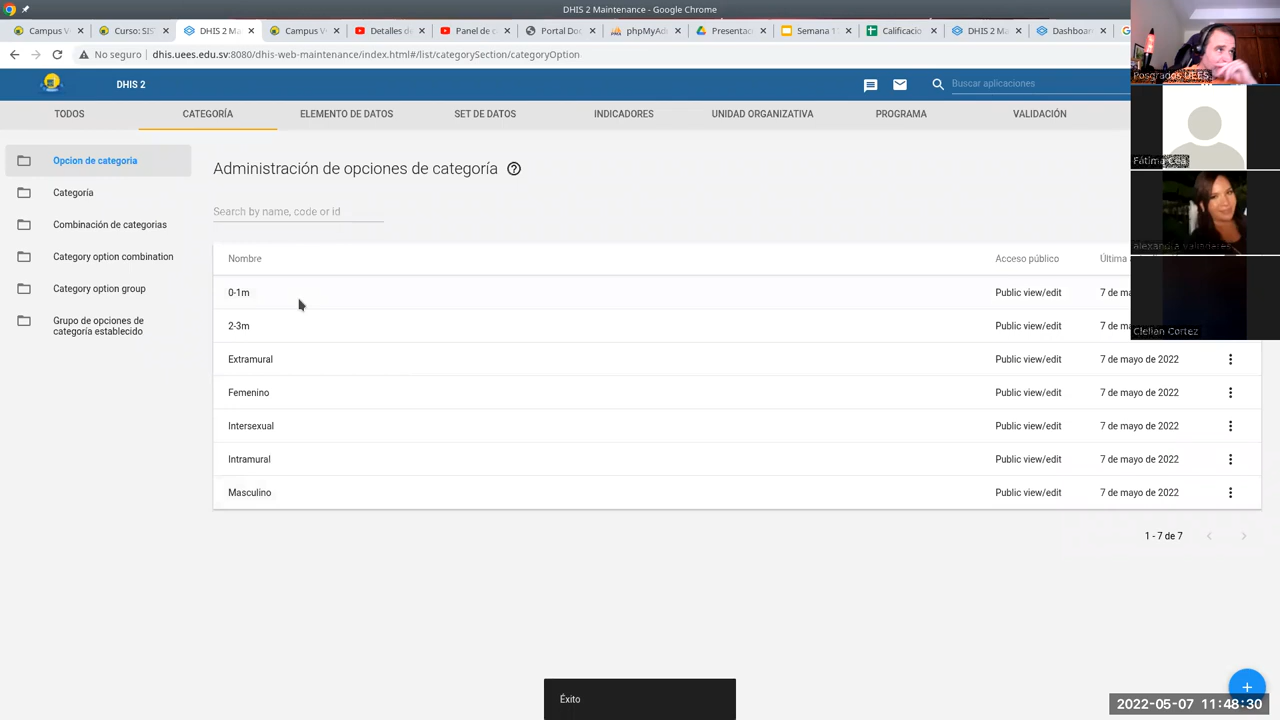 DHIS 2 Maintenance - Google Chrome
Campus V
Curso: SIS
DHIS 2 Ma
Campus V
Detalles d
Panel de c
Portal Doc
phpMyAd
Presentac
Semana 1
Calificacio
DHIS 2 Ma
Dashboar
No seguro
dhis.uees.edu.sv:8080/dhis-web-maintenance/index.html#/list/categorySection/categoryOption
DHIS 2
Buscar aplicaciones
TODOS
CATEGORÍA
ELEMENTO DE DATOS
SET DE DATOS
INDICADORES
UNIDAD ORGANIZATIVA
PROGRAMA
VALIDACIÓN
Opcion de categoria
Categoría
Combinación de categorias
Category option combination
Category option group
Grupo de opciones de
categoría establecido
Administración de opciones de categoría
Search by name, code or id
Nombre Acceso público Última
0-1m Public view/edit 7 de m
2-3m Public view/edit 7 de m
Extramural Public view/edit 7 de mayo de 2022
Femenino Public view/edit 7 de mayo de 2022
Intersexual Public view/edit 7 de mayo de 2022
Intramural Public view/edit 7 de mayo de 2022
Masculino Public view/edit 7 de mayo de 2022
1 - 7 de 7
Éxito
Posgrados UEES
Fátima Cea
Clelian Cortez
2022-05-07 11:48:30